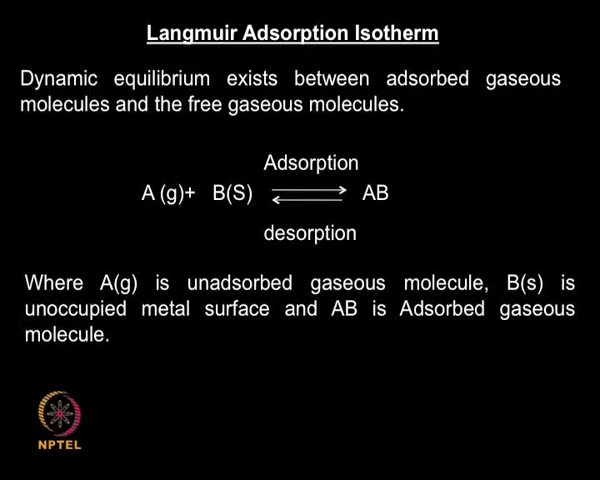 Langmuir Adsorption Isotherm
Dynamic equilibrium exists between adsorbed gaseous
molecules and the free gaseous molecules.
Adsorption
A (g)+ B(S) ⇌ AB
desorption
Where A(g) is unadsorbed gaseous molecule, B(s) is
unoccupied metal surface and AB is Adsorbed gaseous
molecule.
NPTEL